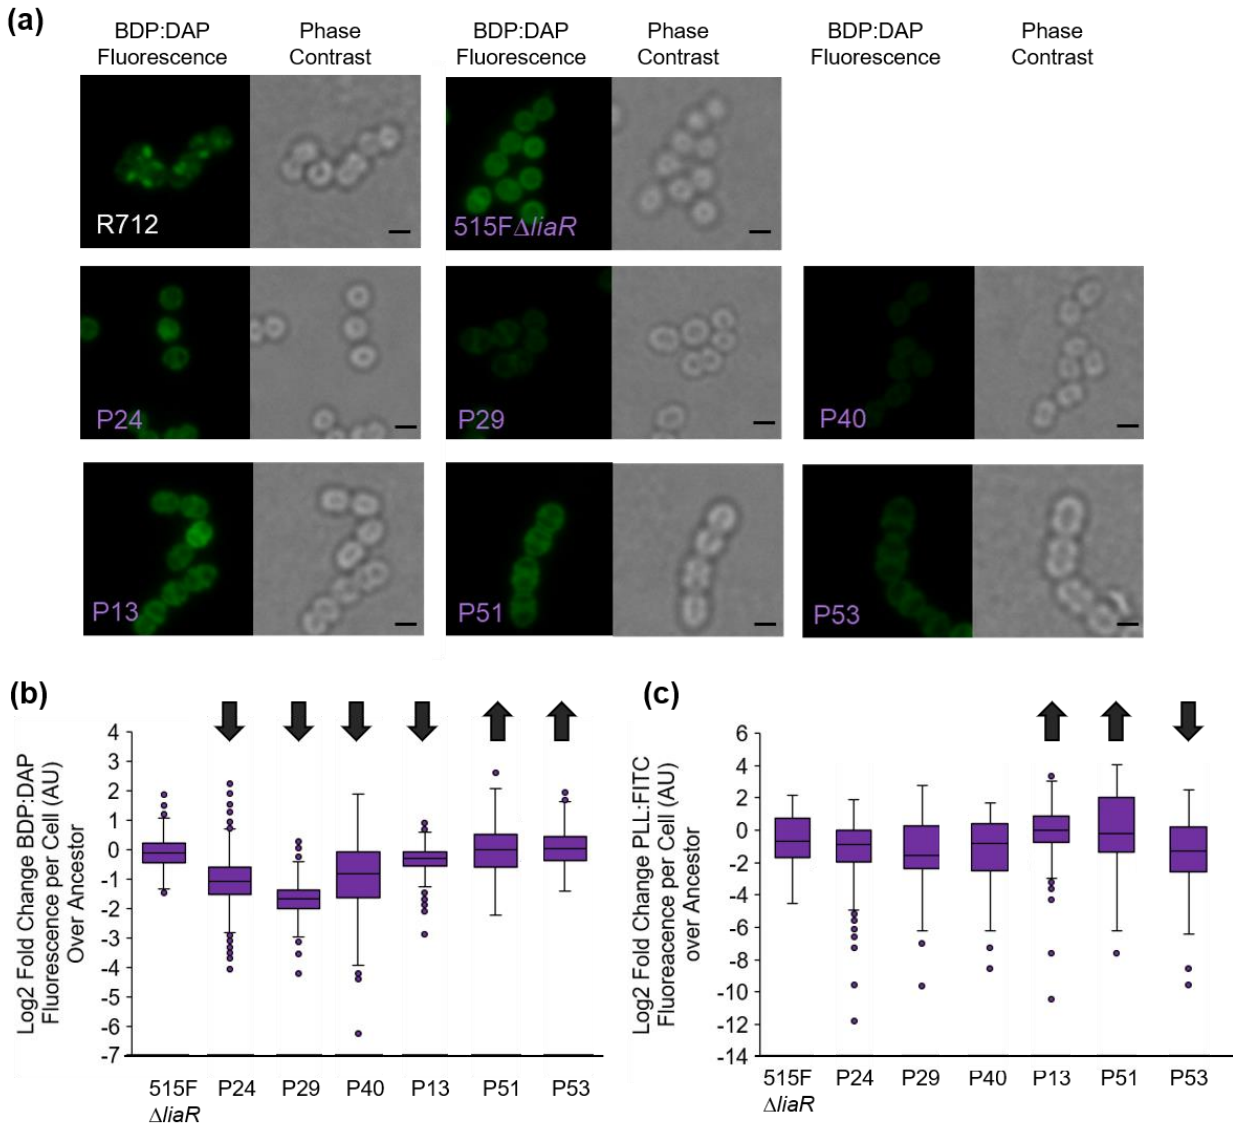 (a)
BDP:DAP
Fluorescence
Phase
Contrast
BDP:DAP
Fluorescence
Phase
Contrast
BDP:DAP
Fluorescence
Phase
Contrast
R712
515FΔliaR
P24
P29
P40
P13
P51
P53
(b)
Log2 Fold Change BDP:DAP
Fluorescence per Cell (AU)
Over Ancestor
4
3
2
1
0
-1
-2
-3
-4
-5
-6
-7
515F
ΔliaR
P24
P29
P40
P13
P51
P53
(c)
Log2 Fold Change PLL:FITC
Fluoreacence per Cell (AU)
over Ancestor
6
4
2
0
-2
-4
-6
-8
-10
-12
-14
515F
ΔliaR
P24
P29
P40
P13
P51
P53